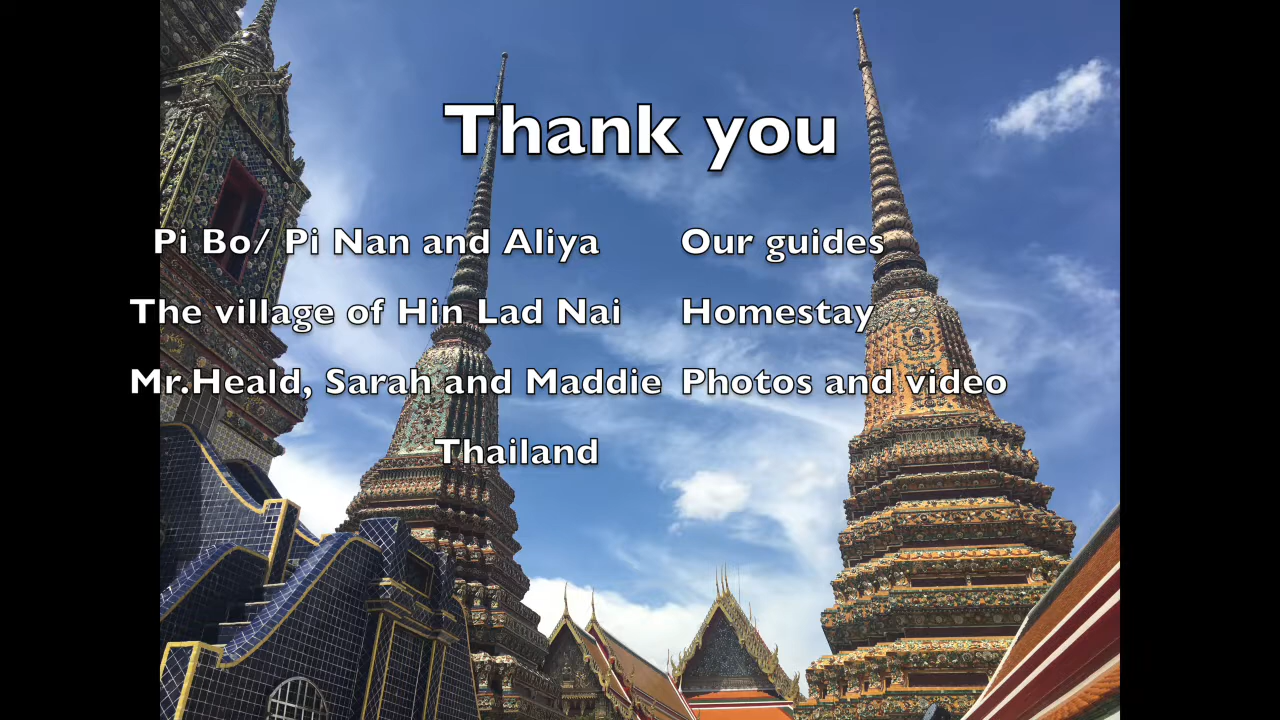 Thank you
Pi Bo/ Pi Nan and Aliya Our guides
The village of Hin Lad Nai Homestay
Mr.Heald, Sarah and Maddie Photos and video
Thailand